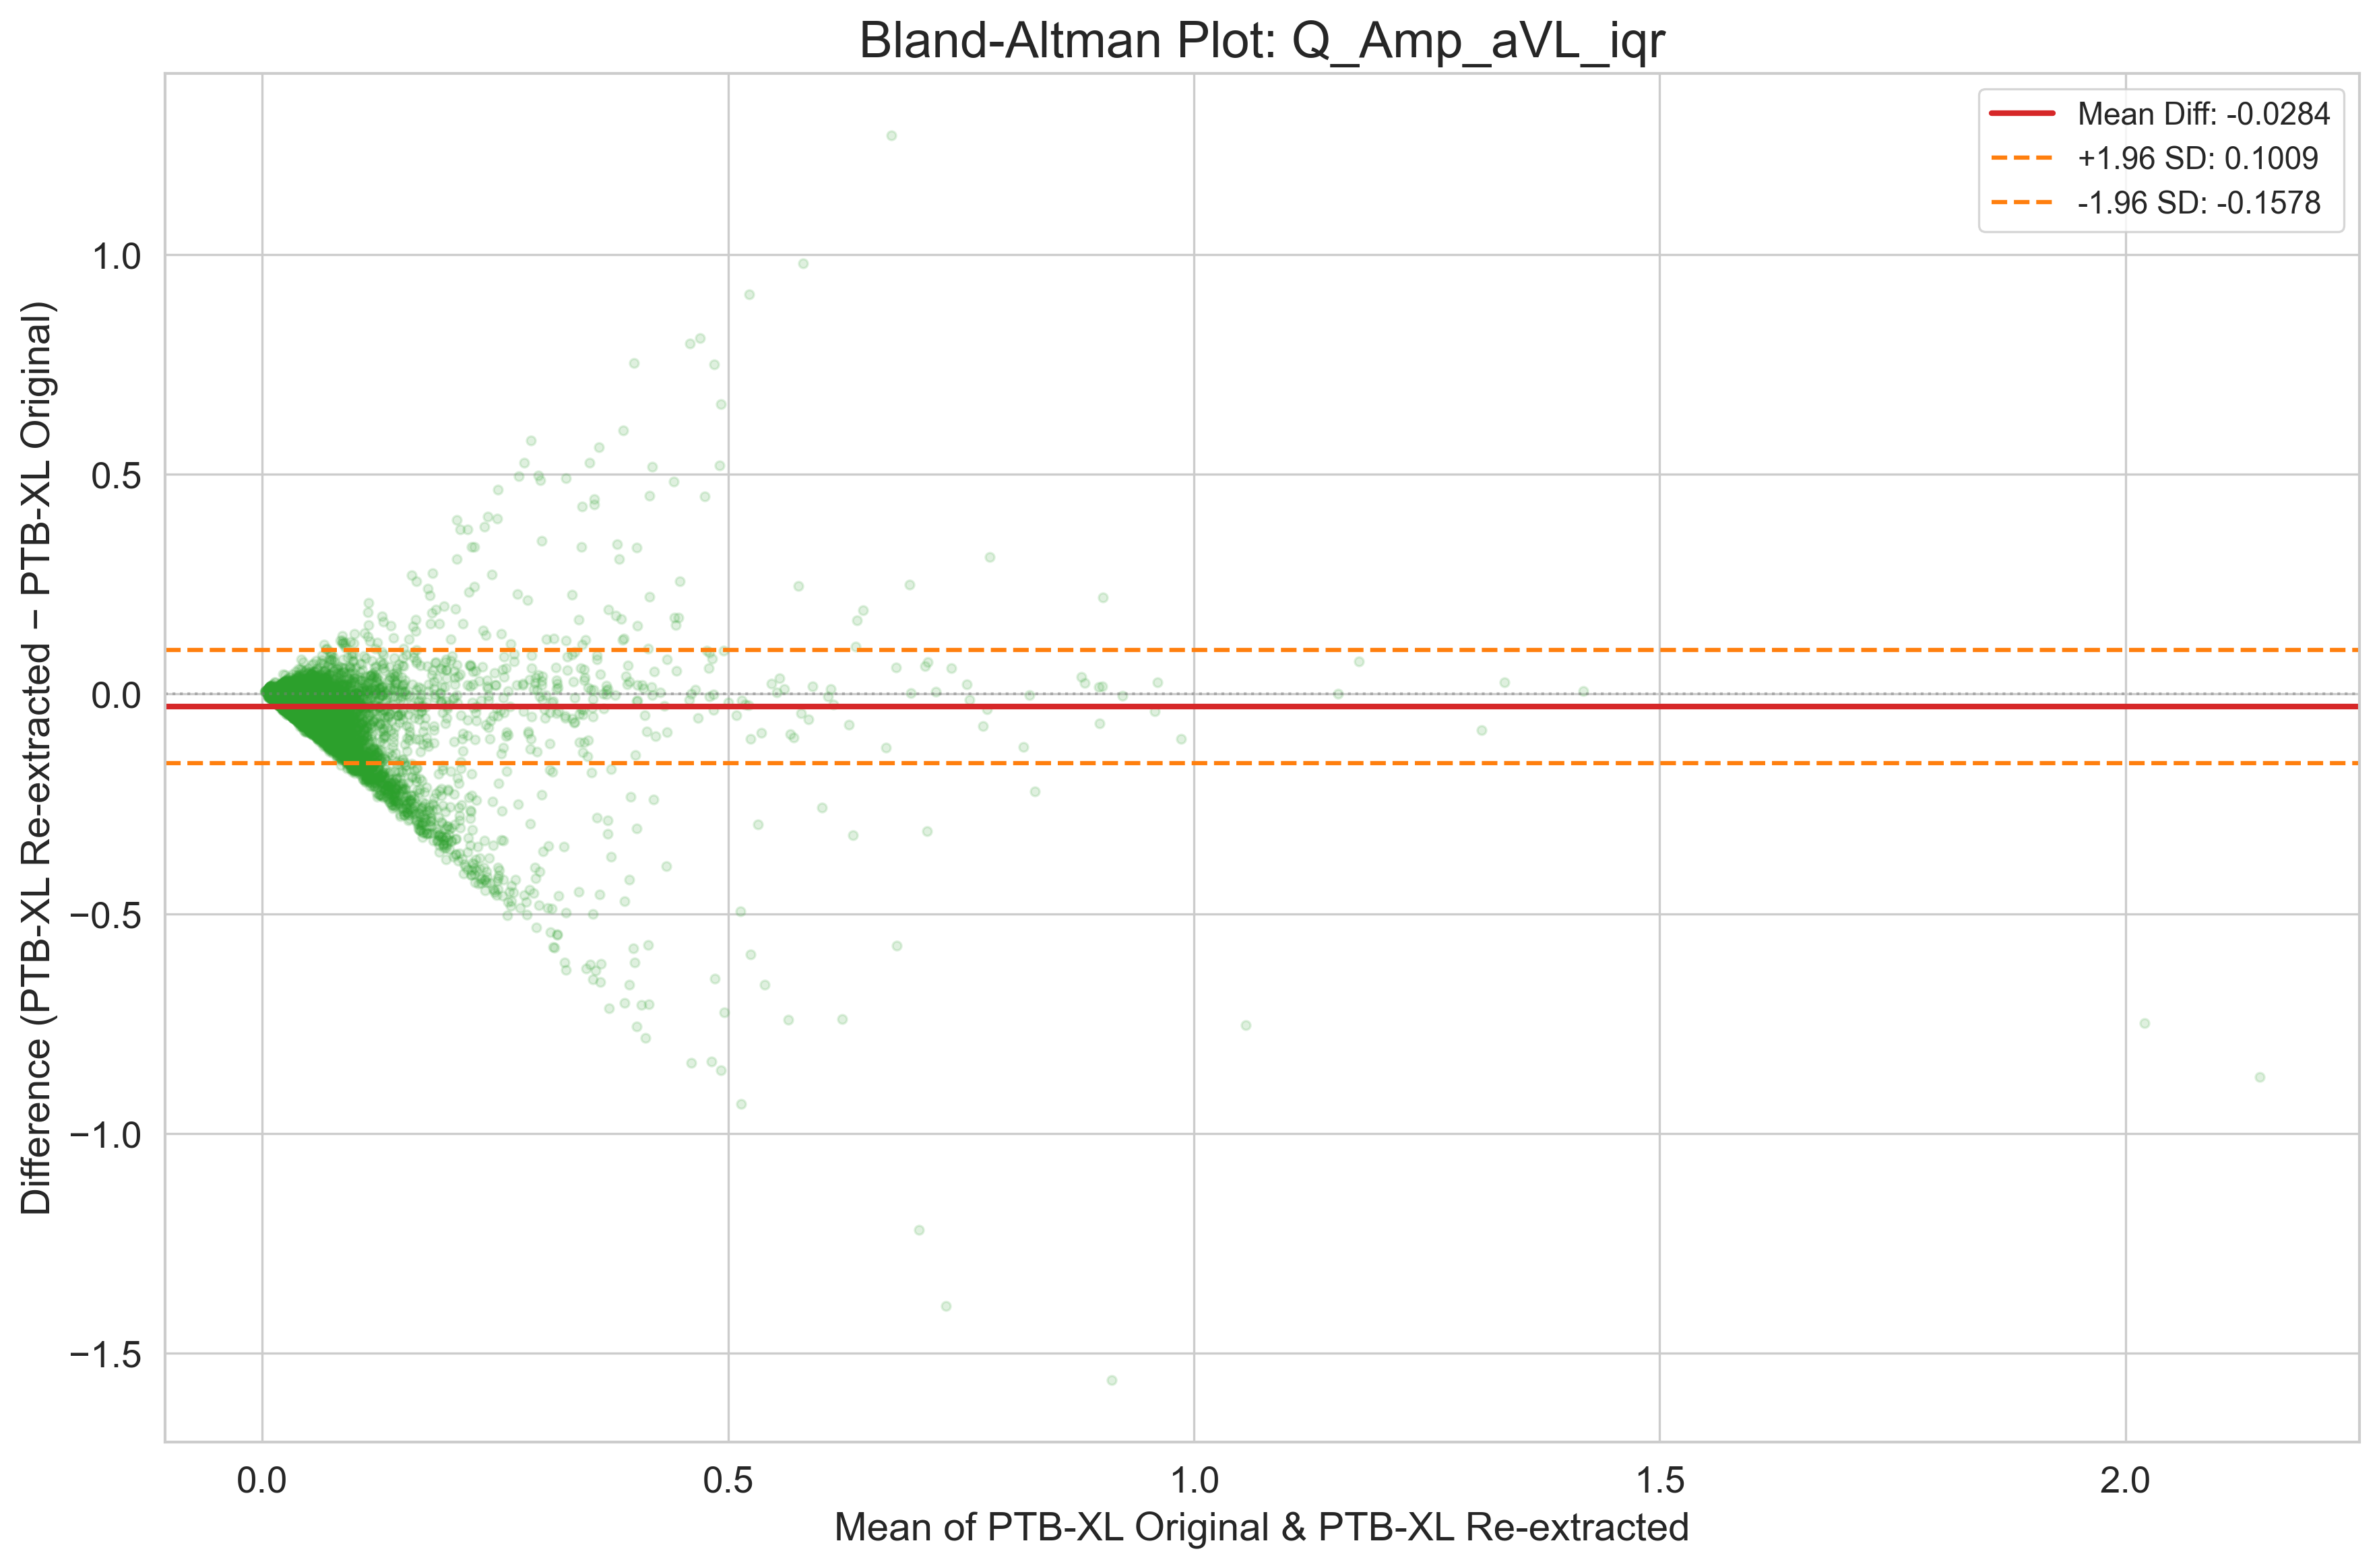 Bland-Altman Plot: Q_Amp_aVL_iqr
Mean Diff: -0.0284
+1.96 SD: 0.1009
-1.96 SD: -0.1578
Difference (PTB-XL Re-extracted − PTB-XL Original)
1.0
0.5
0.0
−0.5
−1.0
−1.5
0.0
0.5
1.0
1.5
2.0
Mean of PTB-XL Original & PTB-XL Re-extracted